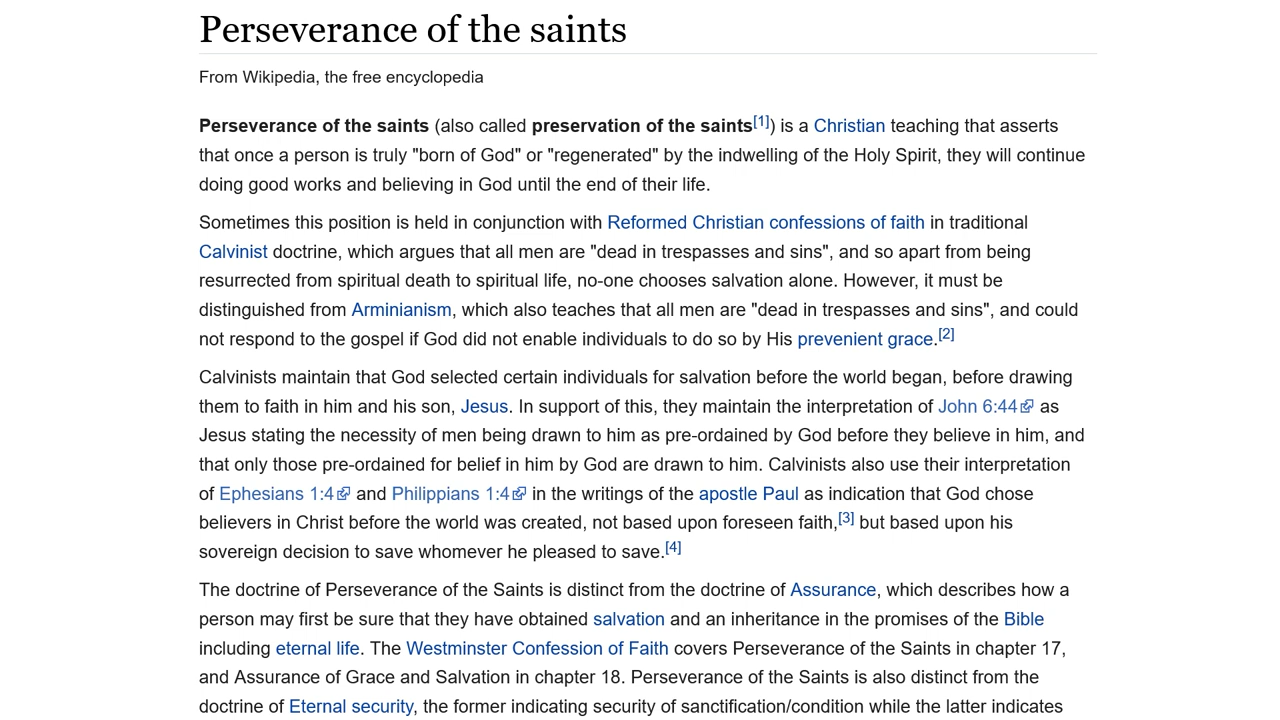 Perseverance of the saints
From Wikipedia, the free encyclopedia
Perseverance of the saints (also called preservation of the saints[1]) is a Christian teaching that asserts
that once a person is truly "born of God" or "regenerated" by the indwelling of the Holy Spirit, they will continue
doing good works and believing in God until the end of their life.
Sometimes this position is held in conjunction with Reformed Christian confessions of faith in traditional
Calvinist doctrine, which argues that all men are "dead in trespasses and sins", and so apart from being
resurrected from spiritual death to spiritual life, no-one chooses salvation alone. However, it must be
distinguished from Arminianism, which also teaches that all men are "dead in trespasses and sins", and could
not respond to the gospel if God did not enable individuals to do so by His prevenient grace.[2]
Calvinists maintain that God selected certain individuals for salvation before the world began, before drawing
them to faith in him and his son, Jesus. In support of this, they maintain the interpretation of John 6:44 as
Jesus stating the necessity of men being drawn to him as pre-ordained by God before they believe in him, and
that only those pre-ordained for belief in him by God are drawn to him. Calvinists also use their interpretation
of Ephesians 1:4 and Philippians 1:4 in the writings of the apostle Paul as indication that God chose
believers in Christ before the world was created, not based upon foreseen faith,[3] but based upon his
sovereign decision to save whomever he pleased to save.[4]
The doctrine of Perseverance of the Saints is distinct from the doctrine of Assurance, which describes how a
person may first be sure that they have obtained salvation and an inheritance in the promises of the Bible
including eternal life. The Westminster Confession of Faith covers Perseverance of the Saints in chapter 17,
and Assurance of Grace and Salvation in chapter 18. Perseverance of the Saints is also distinct from the
doctrine of Eternal security, the former indicating security of sanctification/condition while the latter indicates